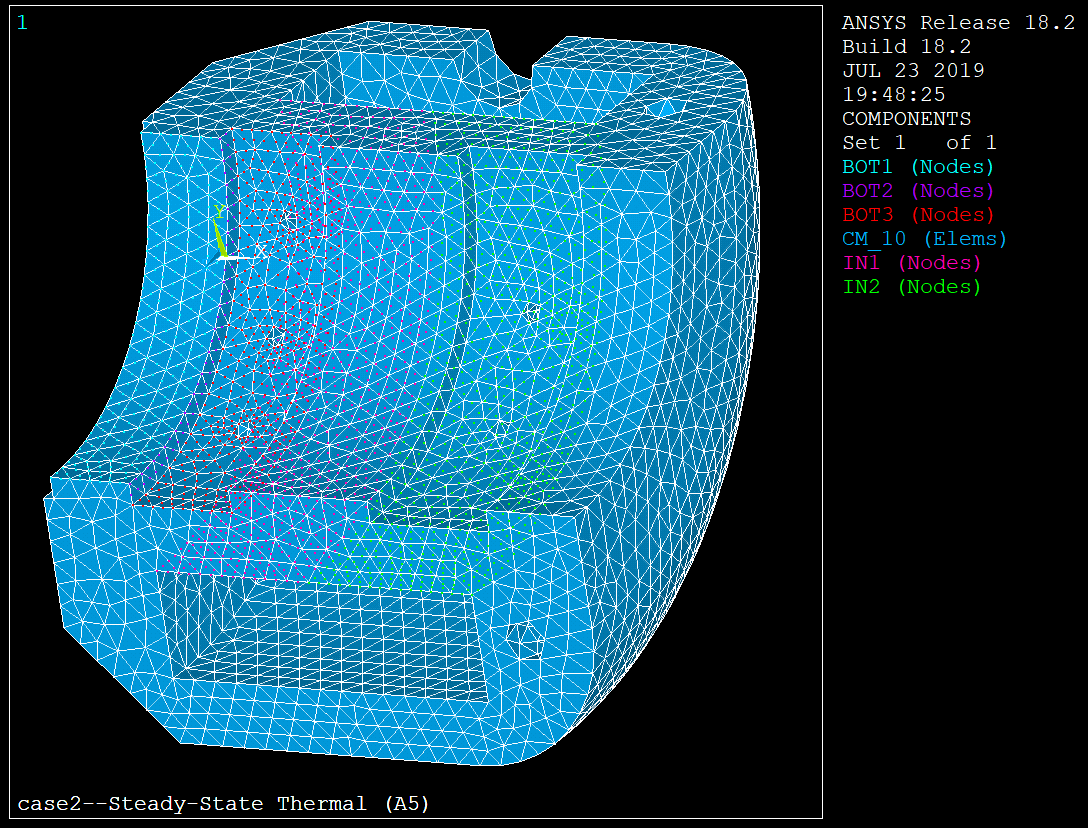 1
ANSYS Release 18.2
Build 18.2
JUL 23 2019
19:48:25
COMPONENTS
Set 1   of 1
BOT1 (Nodes)
BOT2 (Nodes)
BOT3 (Nodes)
CM_10 (Elems)
IN1 (Nodes)
IN2 (Nodes)
Y
X
case2--Steady-State Thermal (A5)